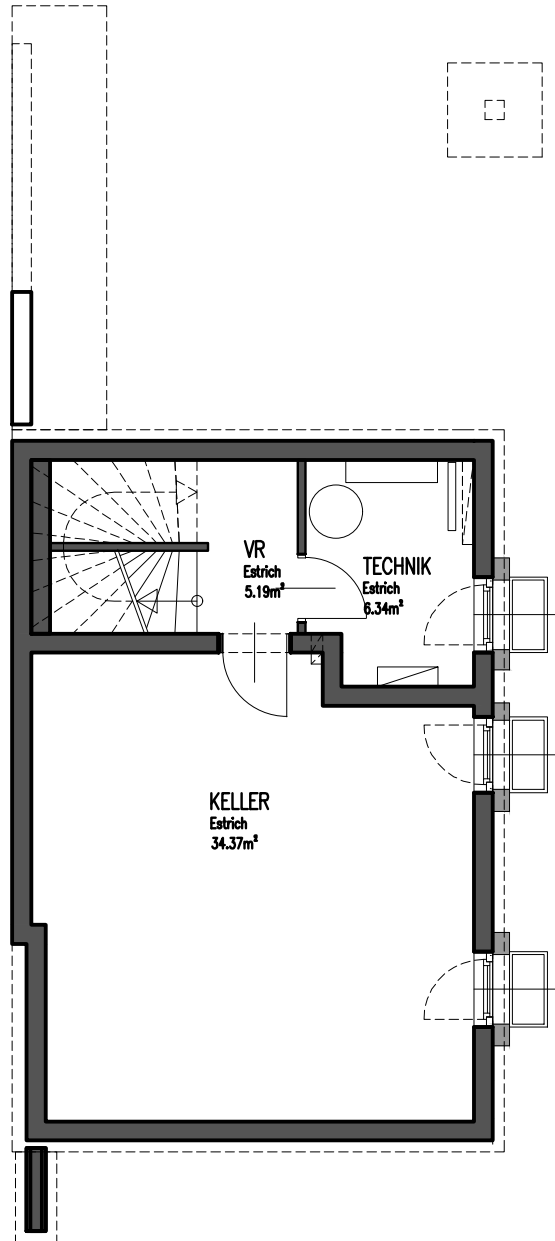 VR
Estrich
5.19m²
TECHNIK
Estrich
6.34m²
KELLER
Estrich
34.37m²